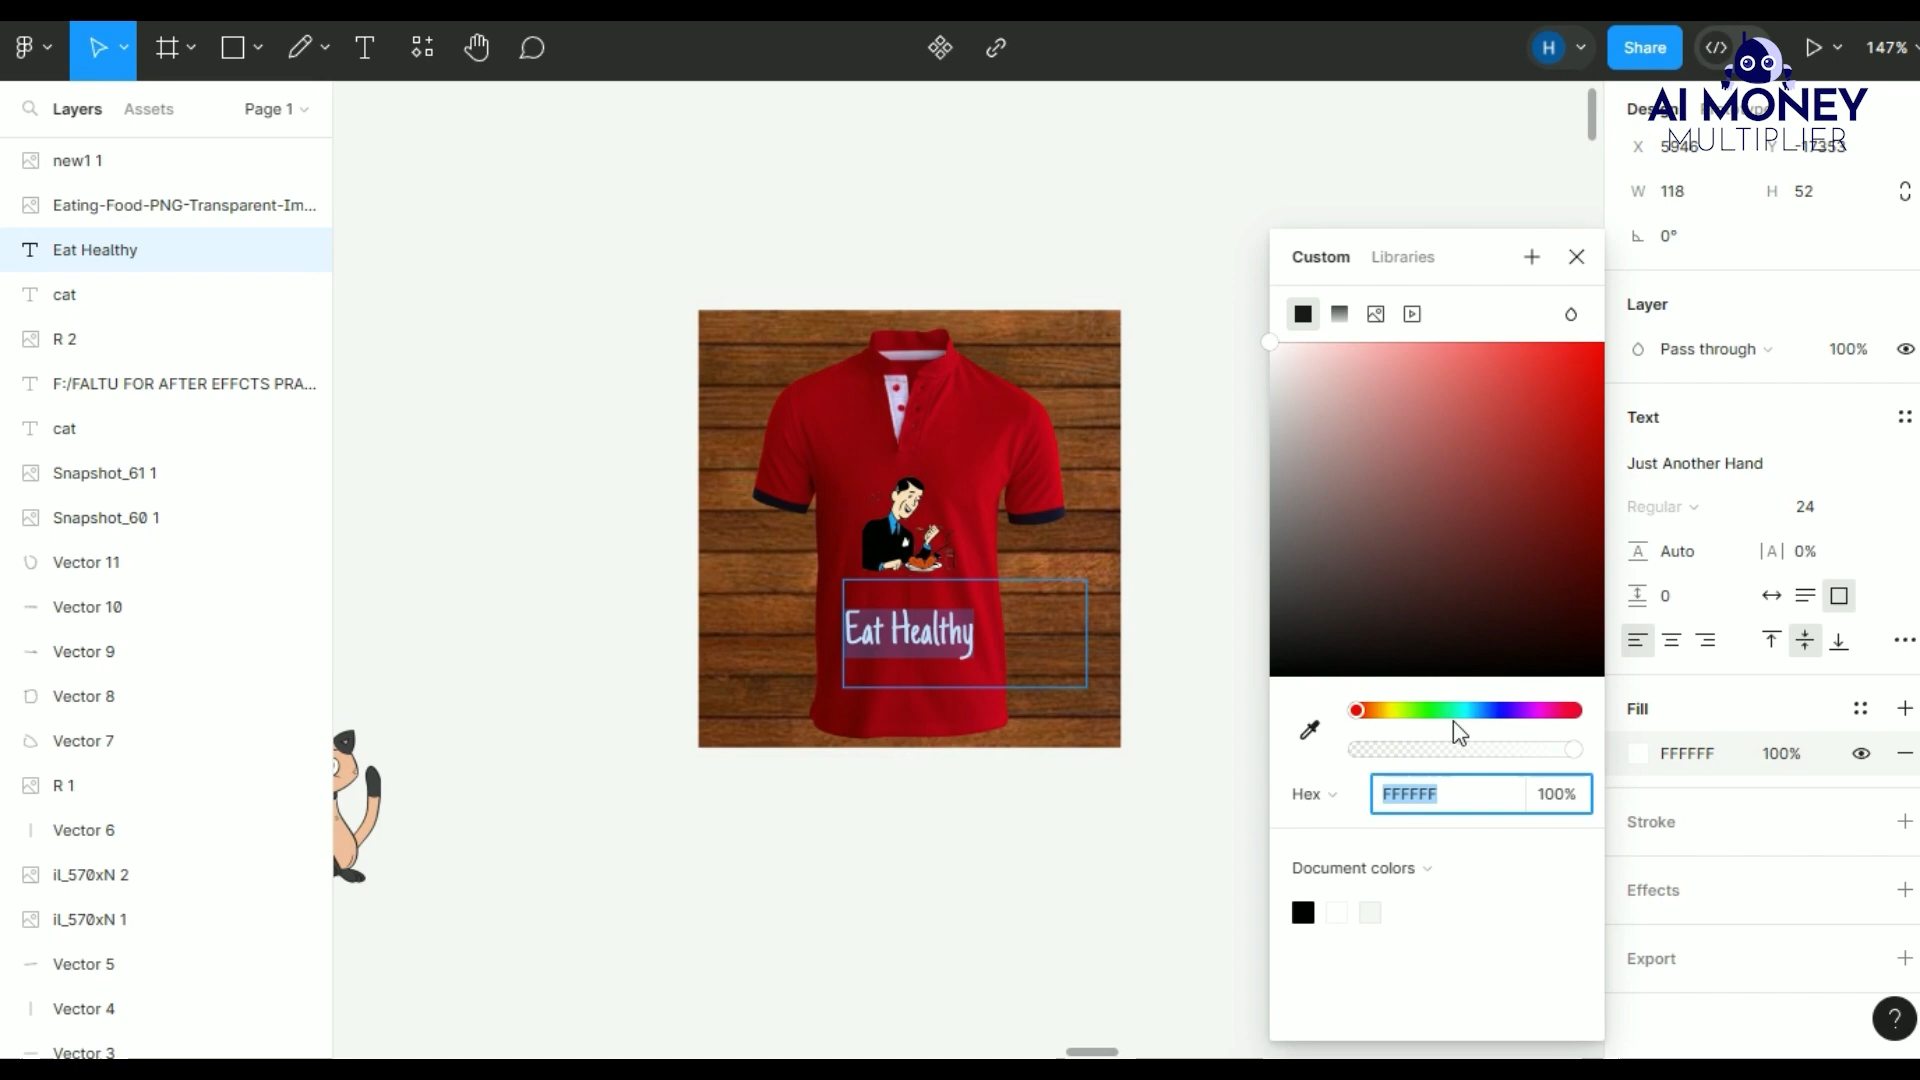 H
Share
147%
AI MONEY
MULTIPLIER
Layers
Assets
Page 1
new1 1
Eating-Food-PNG-Transparent-Im...
Eat Healthy
cat
R 2
F:/FALTU FOR AFTER EFFCTS PRA...
cat
Snapshot_61 1
Snapshot_60 1
Vector 11
Vector 10
Vector 9
Vector 8
Vector 7
R 1
Vector 6
il_570xN 2
il_570xN 1
Vector 5
Vector 4
Vector 3
Eat Healthy
Custom
Libraries
Hex
FFFFFF
100%
Document colors
Design
Prototype
X 5946
Y -17353
W 118
H 52
0°
Layer
Pass through
100%
Text
Just Another Hand
Regular
24
A Auto
|A| 0%
0
Fill
FFFFFF
100%
Stroke
Effects
Export
?